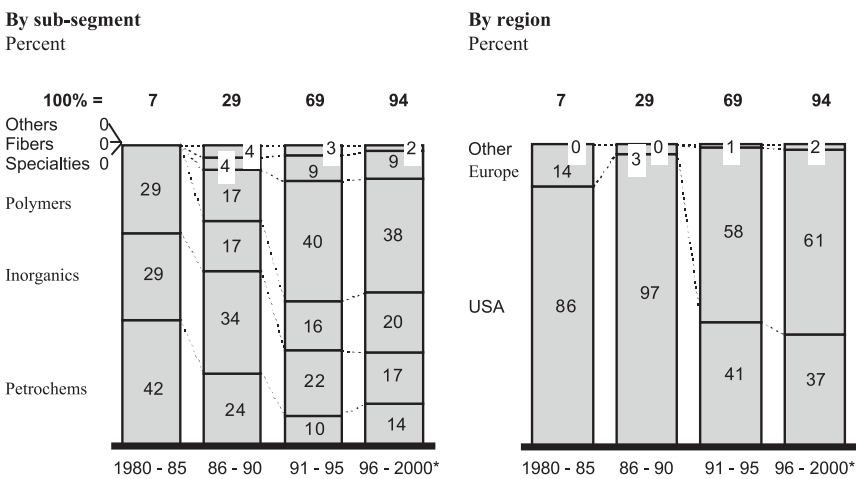 By sub-segment
Percent
100% = 7 29 69 94
Others 0
Fibers 0
Specialties 0
Polymers
Inorganics
Petrochems
29
29
42
4
4
17
17
34
24
3
9
40
16
22
10
2
9
38
20
17
14
1980 - 85 86 - 90 91 - 95 96 - 2000*
By region
Percent
7 29 69 94
Other
Europe
USA
0
14
86
0
3
97
1
58
41
2
61
37
1980 - 85 86 - 90 91 - 95 96 - 2000*